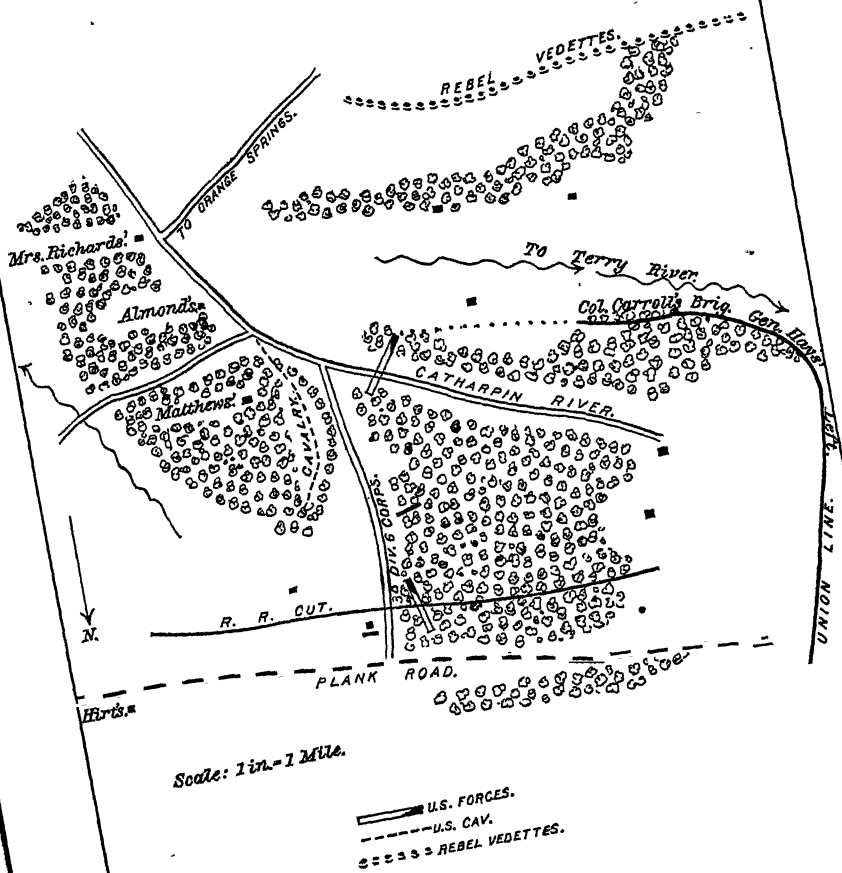 REBEL VEDETTES.
TO ORANGE SPRINGS.
Mrs. Richards'.
To Terry River.
Almond's.
Col. Carroll's Brig.
Gen. Hays' Left.
CATHARPIN RIVER.
Matthews'.
CAVALRY
3D DIV. 6 CORPS.
UNION LINE.
N.
R. R. CUT.
PLANK ROAD.
Hirt's.
Scale: 1 in.=1 Mile.
U.S. FORCES.
U.S. CAV.
REBEL VEDETTES.